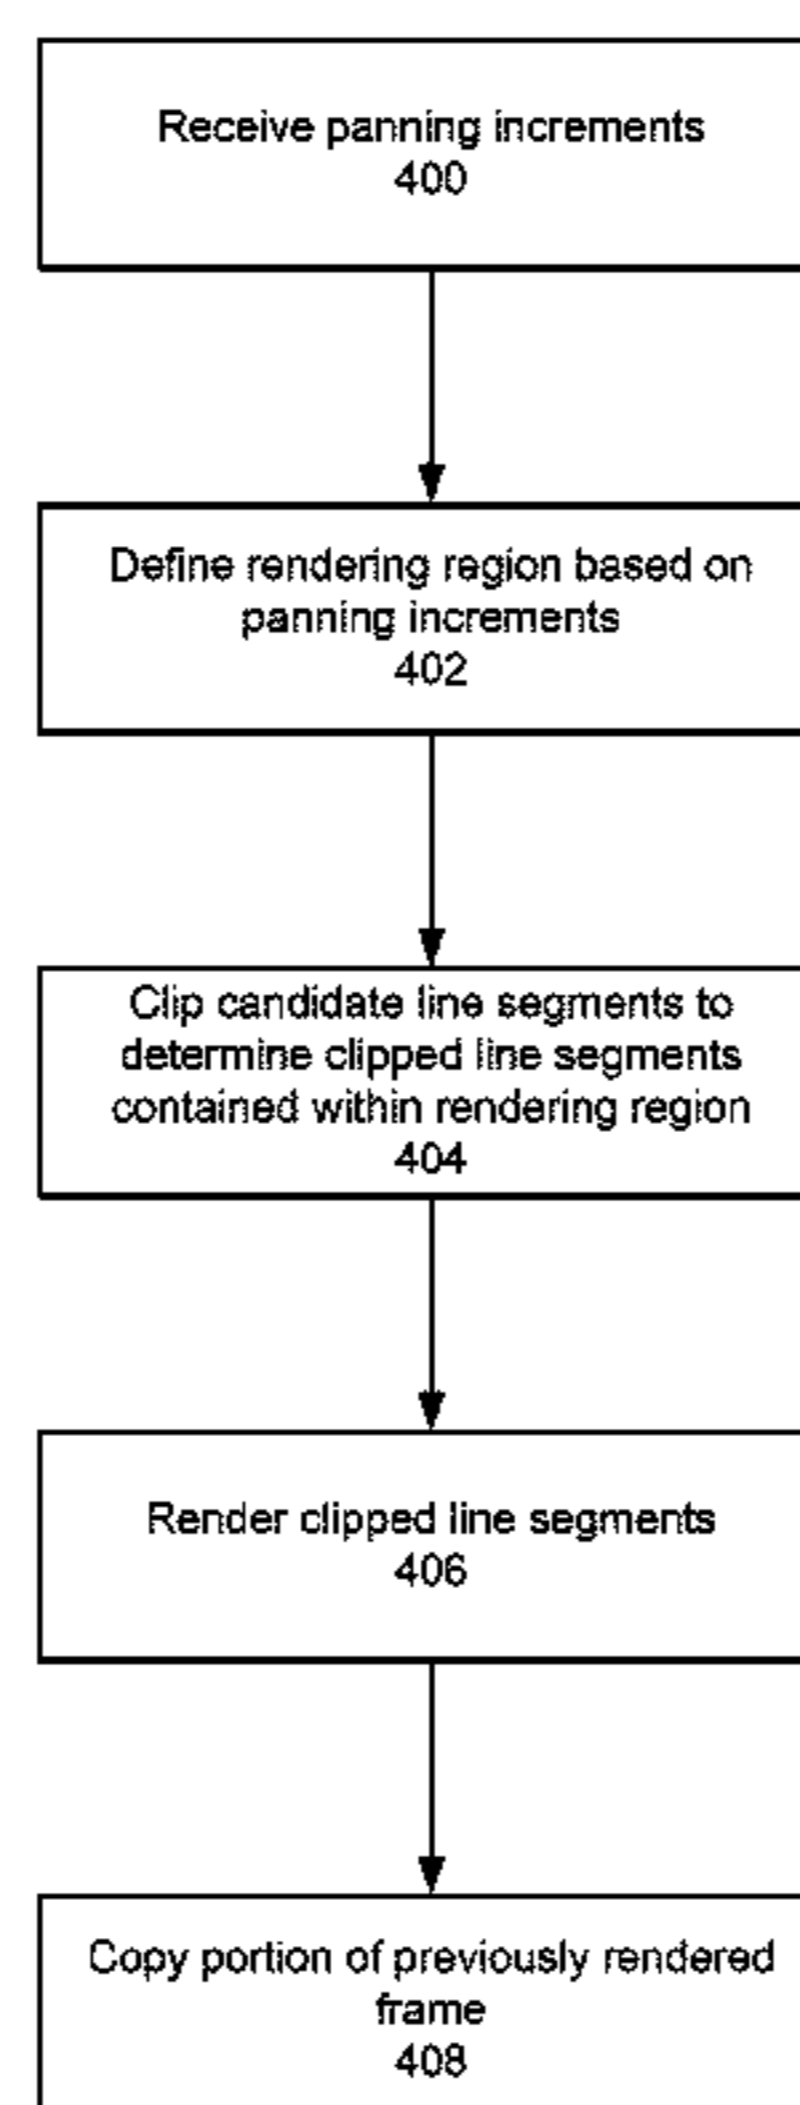 Receive panning increments
400
Define rendering region based on
panning increments
402
Clip candidate line segments to
determine clipped line segments
contained within rendering region
404
Render clipped line segments
406
Copy portion of previously rendered
frame
408